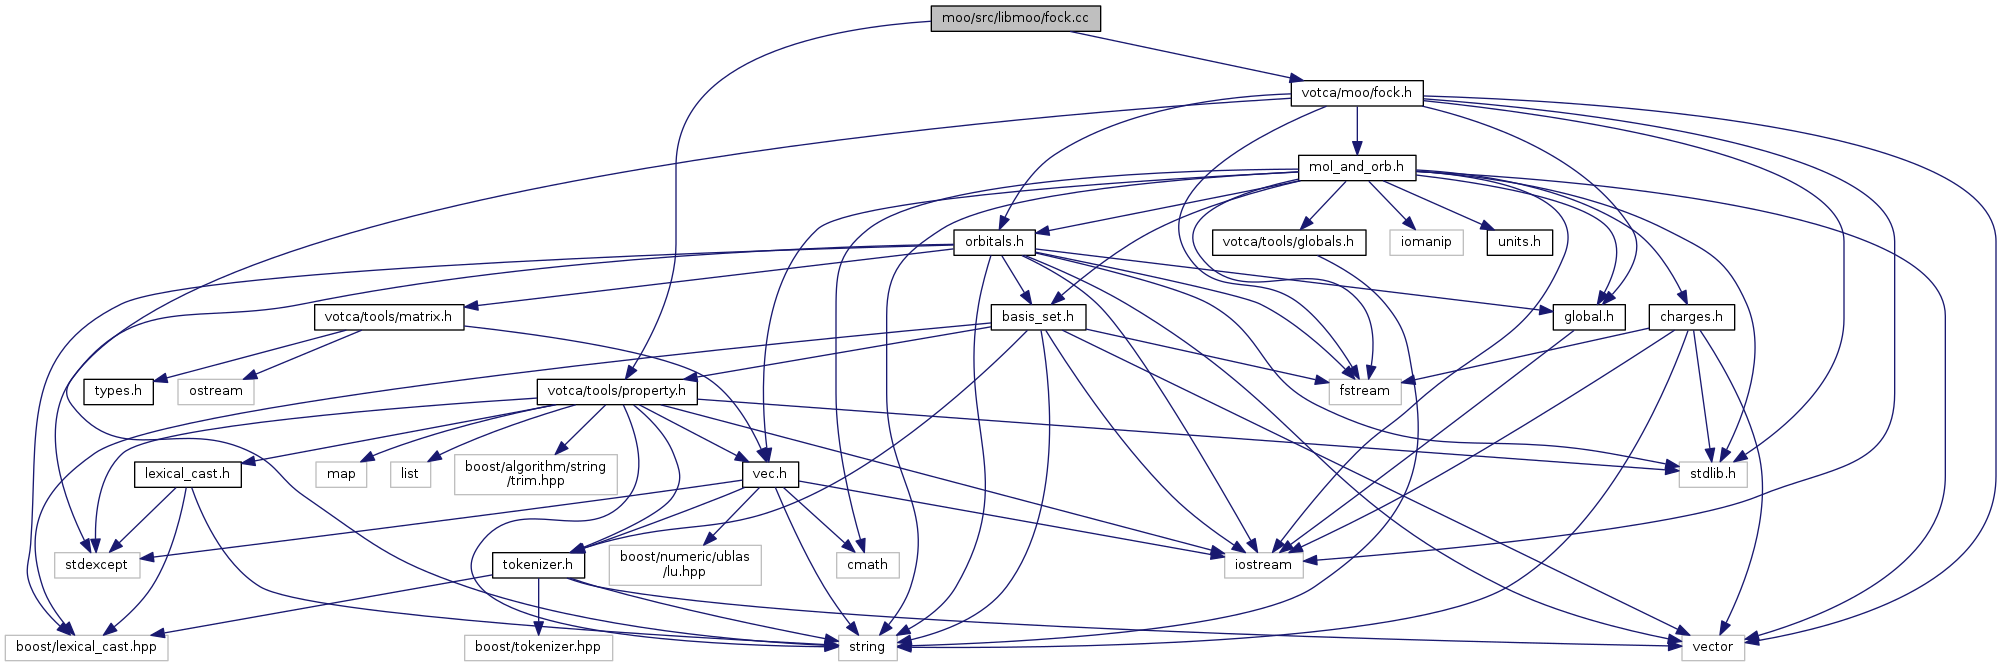 moo/src/libmoo/fock.cc
votca/moo/fock.h
mol_and_orb.h
orbitals.h
votca/tools/globals.h
iomanip
units.h
votca/tools/matrix.h
basis_set.h
global.h
charges.h
types.h
ostream
votca/tools/property.h
fstream
lexical_cast.h
map
list
boost/algorithm/string
/trim.hpp
vec.h
stdlib.h
stdexcept
tokenizer.h
boost/numeric/ublas
/lu.hpp
cmath
iostream
boost/lexical_cast.hpp
boost/tokenizer.hpp
string
vector